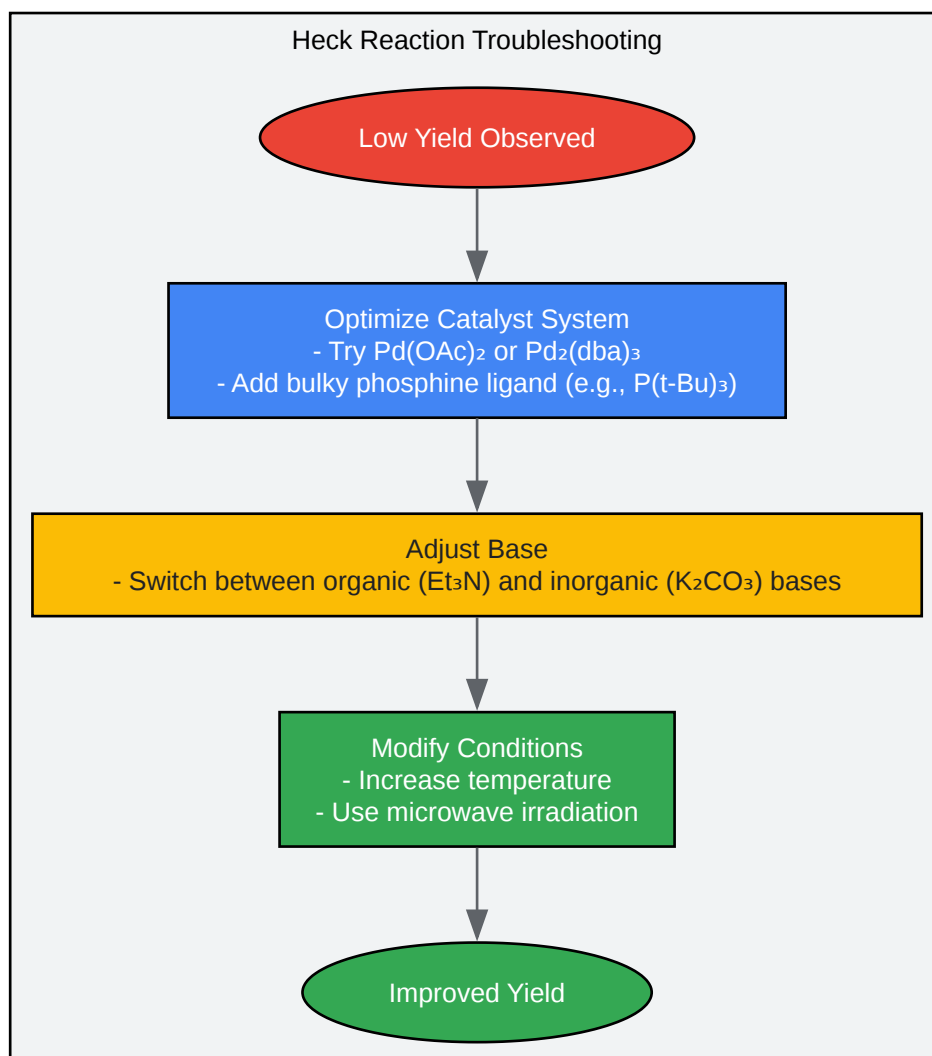 Heck Reaction Troubleshooting
Low Yield Observed
Optimize Catalyst System
- Try Pd(OAc)₂ or Pd₂(dba)₃
- Add bulky phosphine ligand (e.g., P(t-Bu)₃)
Adjust Base
- Switch between organic (Et₃N) and inorganic (K₂CO₃) bases
Modify Conditions
- Increase temperature
- Use microwave irradiation
Improved Yield